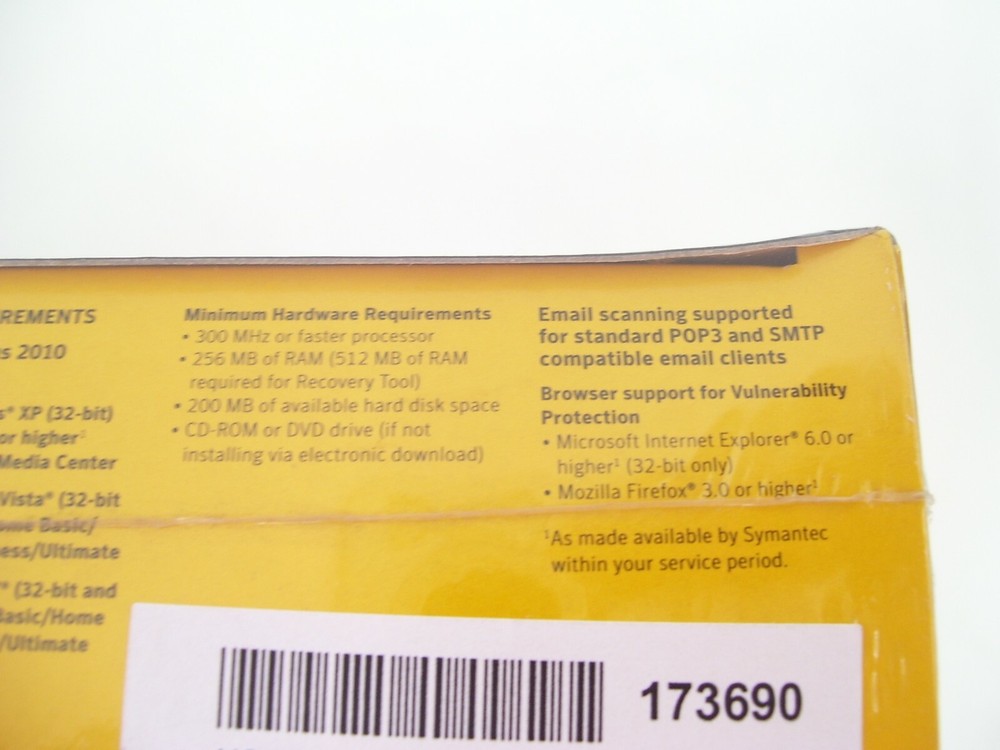 REMENTS
s 2010
s® XP (32-bit)
or higher¹
Media Center
Vista® (32-bit
ome Basic/
ess/Ultimate
® (32-bit and
Basic/Home
/Ultimate
Minimum Hardware Requirements
• 300 MHz or faster processor
• 256 MB of RAM (512 MB of RAM
required for Recovery Tool)
• 200 MB of available hard disk space
• CD-ROM or DVD drive (if not
installing via electronic download)
Email scanning supported
for standard POP3 and SMTP
compatible email clients
Browser support for Vulnerability
Protection
• Microsoft Internet Explorer® 6.0 or
higher¹ (32-bit only)
• Mozilla Firefox® 3.0 or higher¹
¹As made available by Symantec
within your service period.
173690